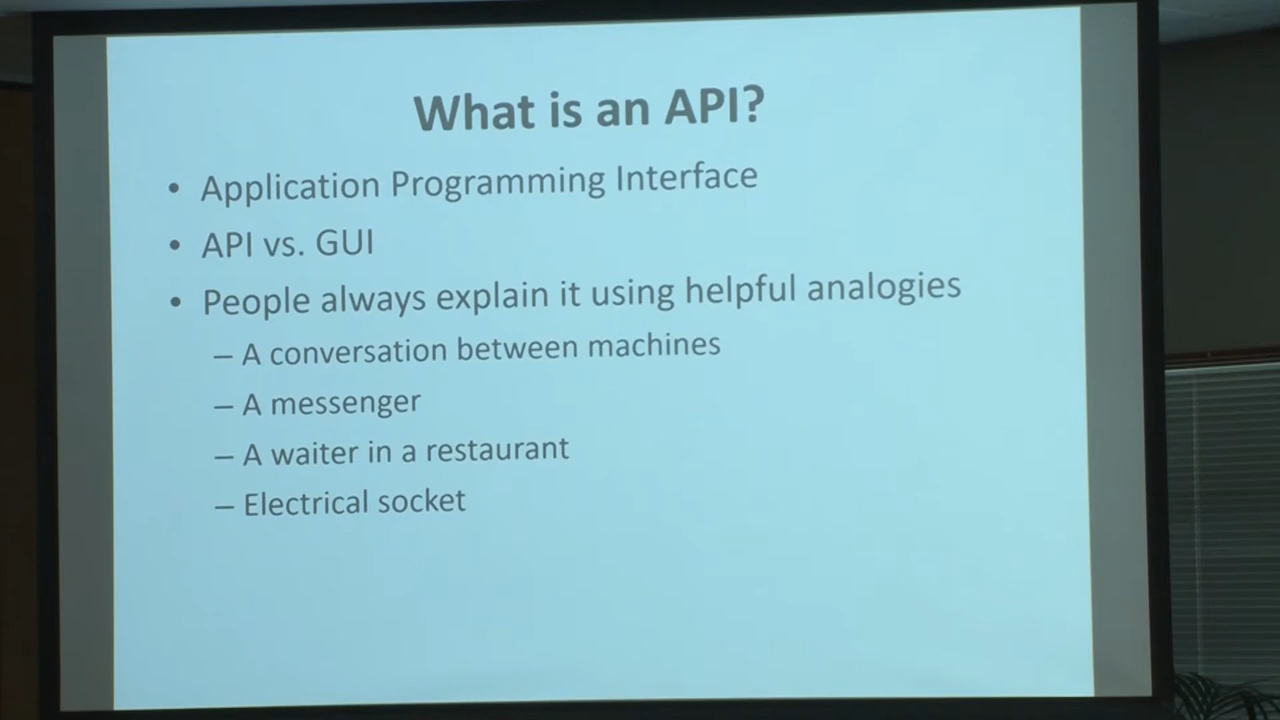 What is an API?
• Application Programming Interface
• API vs. GUI
• People always explain it using helpful analogies
– A conversation between machines
– A messenger
– A waiter in a restaurant
– Electrical socket